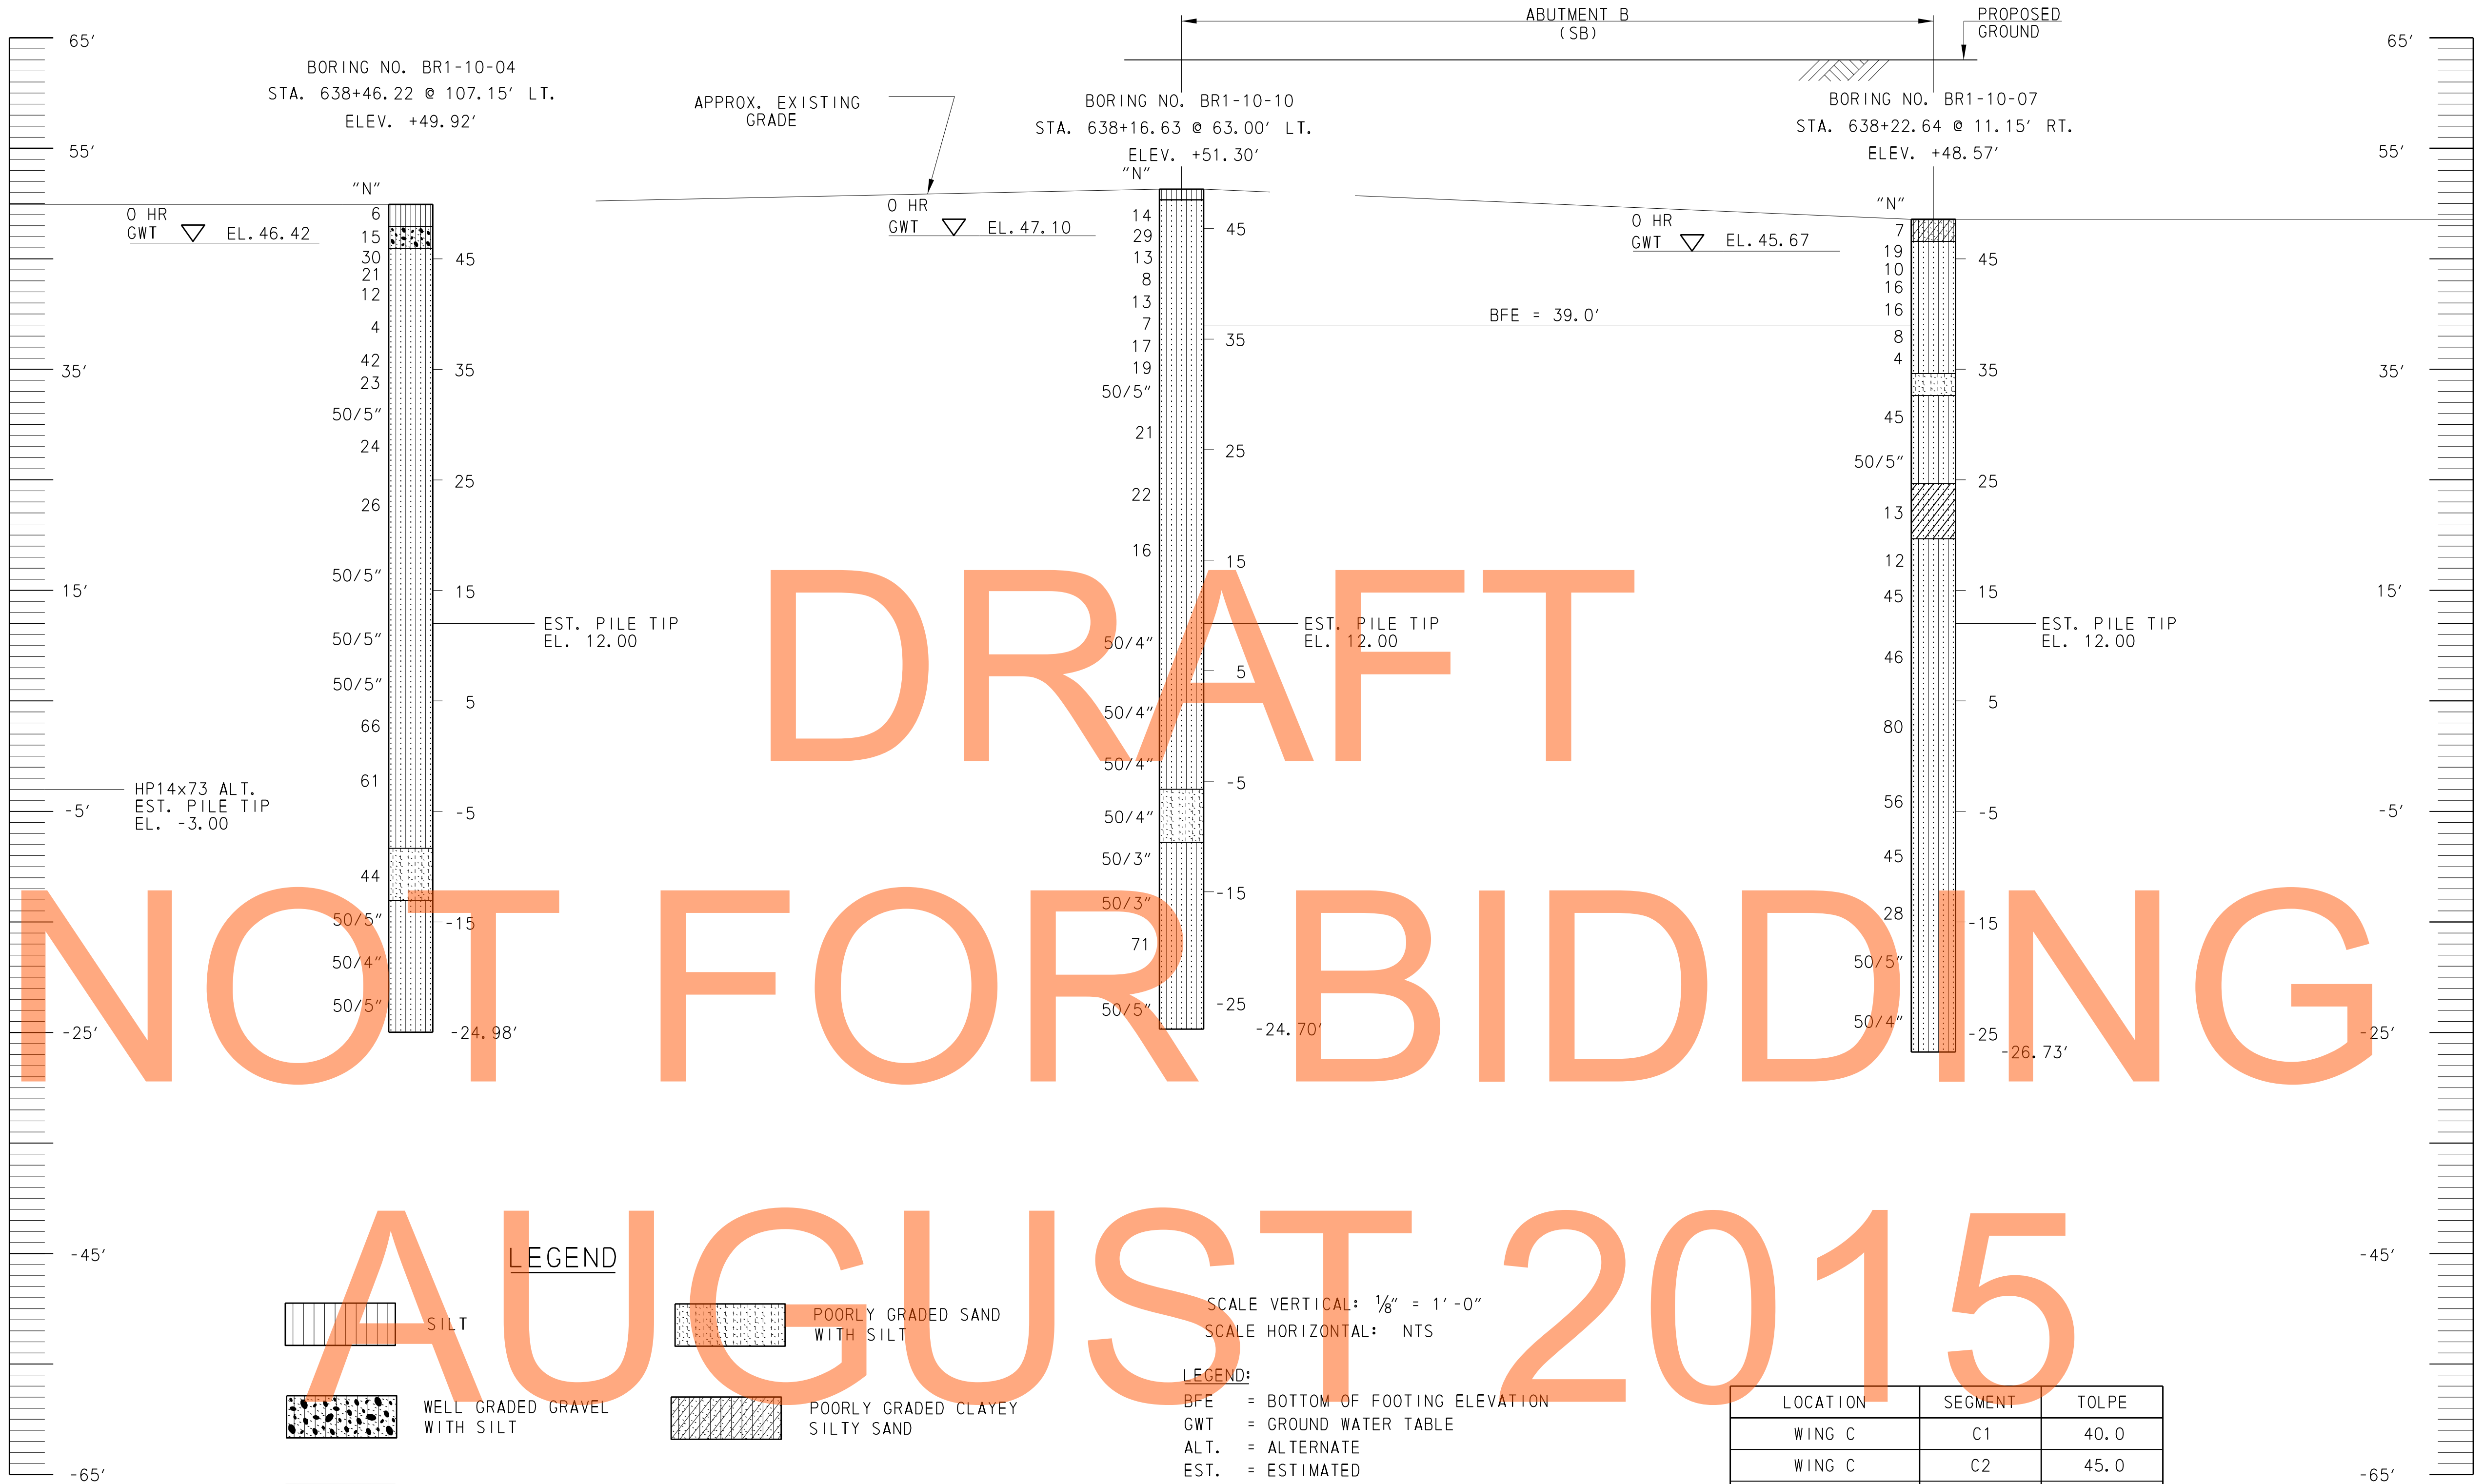 ABUTMENT B
(SB)
PROPOSED
GROUND
65'
55'
35'
15'
-5'
-25'
-45'
-65'
BORING NO. BR1-10-04
STA. 638+46.22 @ 107.15' LT.
ELEV. +49.92'
"N"
O HR
GWT EL.46.42
6
15
30
21
12
4
42
23
50/5"
24
26
50/5"
50/5"
50/5"
66
61
44
50/5"
50/4"
50/5"
45
35
25
15
5
-5
-15
-24.98'
EST. PILE TIP
EL. 12.00
HP14x73 ALT.
EST. PILE TIP
EL. -3.00
APPROX. EXISTING
GRADE
BORING NO. BR1-10-10
STA. 638+16.63 @ 63.00' LT.
ELEV. +51.30'
"N"
O HR
GWT EL.47.10
14
29
13
8
13
7
17
19
50/5"
21
22
16
50/4"
50/4"
50/4"
50/4"
50/3"
50/3"
71
50/5"
45
35
25
15
5
-5
-15
-25
-24.70'
EST. PILE TIP
EL. 12.00
BFE = 39.0'
BORING NO. BR1-10-07
STA. 638+22.64 @ 11.15' RT.
ELEV. +48.57'
"N"
O HR
GWT EL.45.67
7
19
10
16
16
8
4
45
50/5"
13
12
45
46
80
56
45
28
50/5"
50/4"
45
35
25
15
5
-5
-15
-25
-26.73'
EST. PILE TIP
EL. 12.00
65'
55'
35'
15'
-5'
-25'
-45'
-65'
DRAFT
NOT FOR BIDDING
AUGUST 2015
LEGEND
SILT
POORLY GRADED SAND
WITH SILT
WELL GRADED GRAVEL
WITH SILT
POORLY GRADED CLAYEY
SILTY SAND
SCALE VERTICAL: 1/8" = 1'-0"
SCALE HORIZONTAL: NTS
LEGEND:
BFE = BOTTOM OF FOOTING ELEVATION
GWT = GROUND WATER TABLE
ALT. = ALTERNATE
EST. = ESTIMATED
LOCATION SEGMENT TOLPE
WING C C1 40.0
WING C C2 45.0